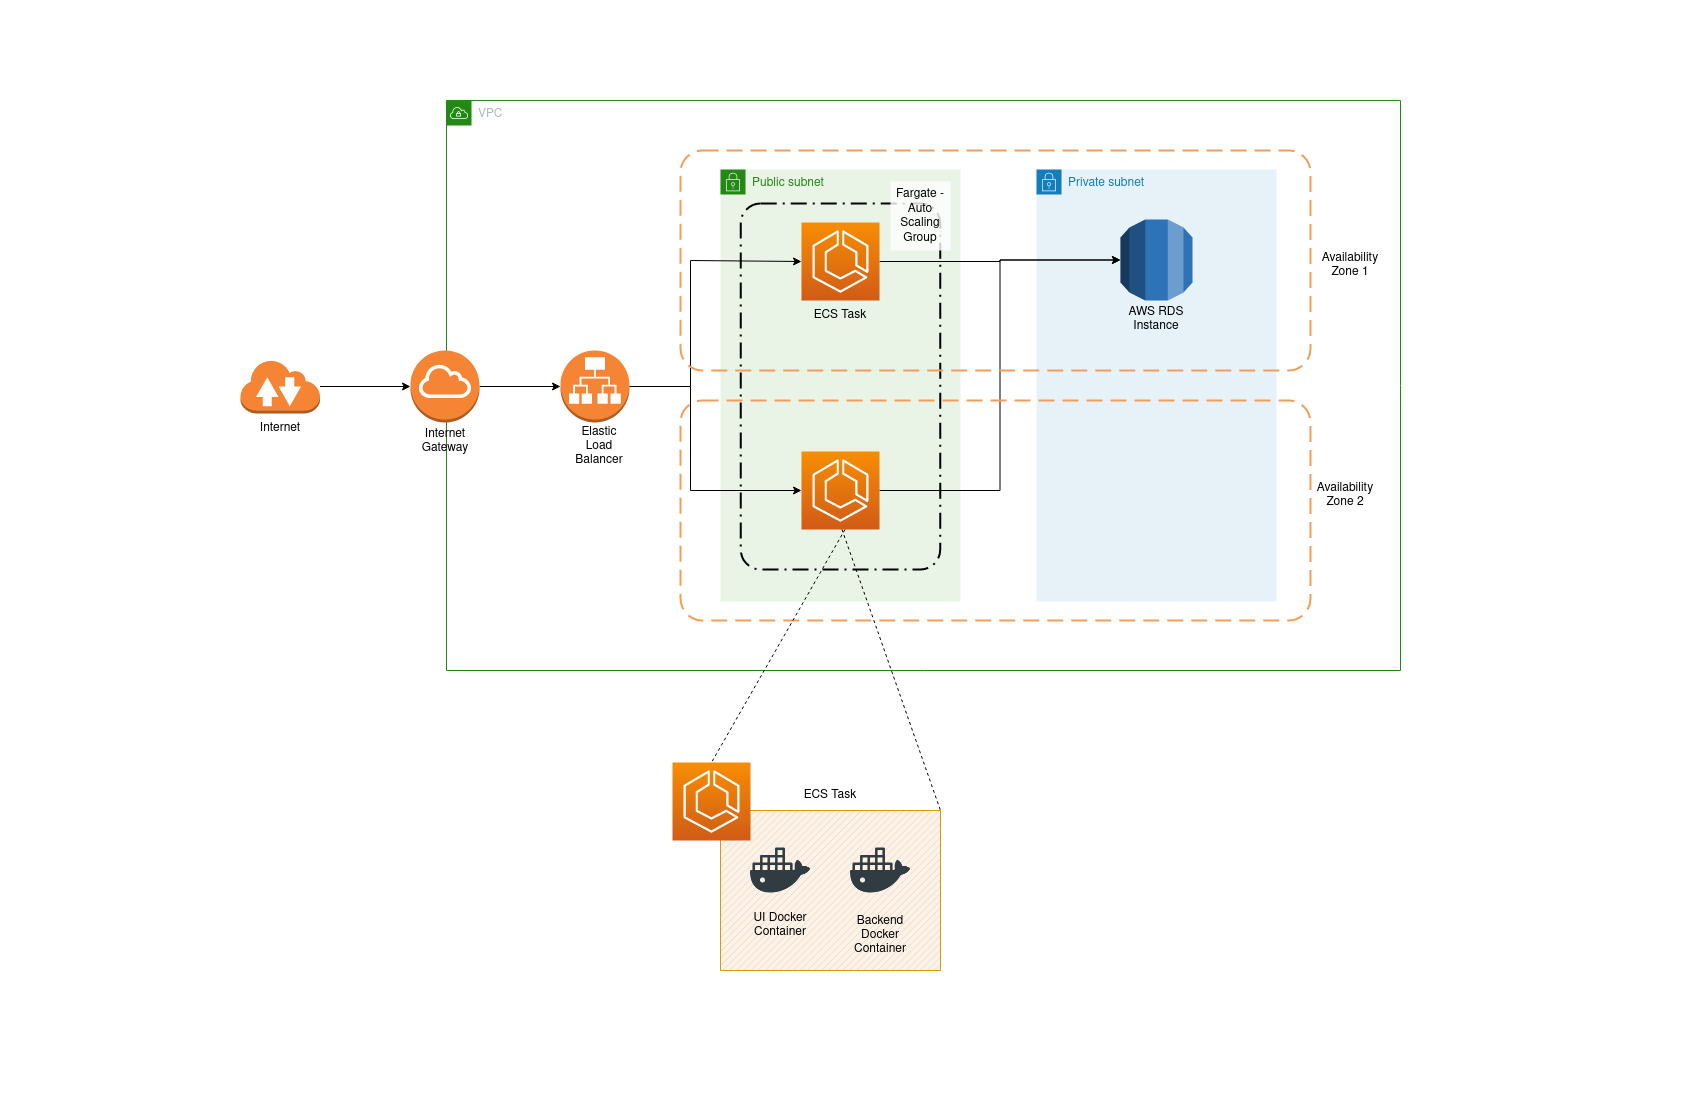 VPC
Public subnet
Fargate -
Auto
Scaling
Group
Private subnet
ECS Task
AWS RDS
Instance
Availability
Zone 1
Internet
Internet
Gateway
Elastic
Load
Balancer
Availability
Zone 2
ECS Task
UI Docker
Container
Backend
Docker
Container